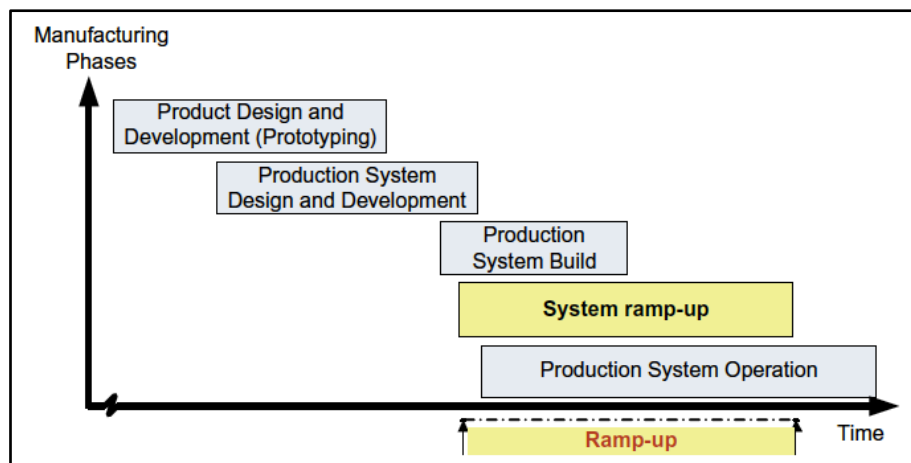 Manufacturing
Phases
Product Design and
Development (Prototyping)
Production System
Design and Development
Production
System Build
System ramp-up
Production System Operation
Time
Ramp-up